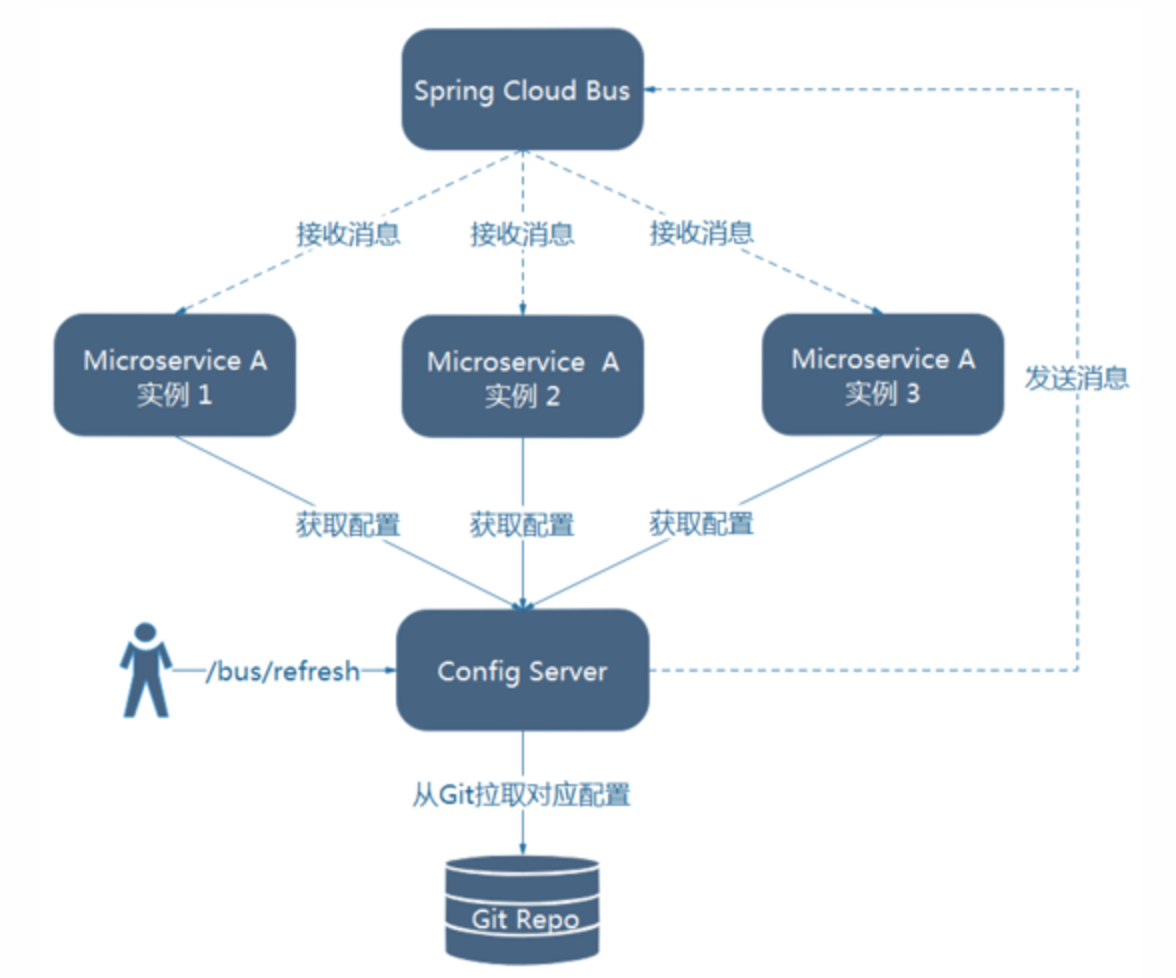 Spring Cloud Bus
接收消息
接收消息
接收消息
Microservice A
实例 1
Microservice A
实例 2
Microservice A
实例 3
发送消息
获取配置
获取配置
获取配置
/bus/refresh
Config Server
从Git拉取对应配置
Git Repo